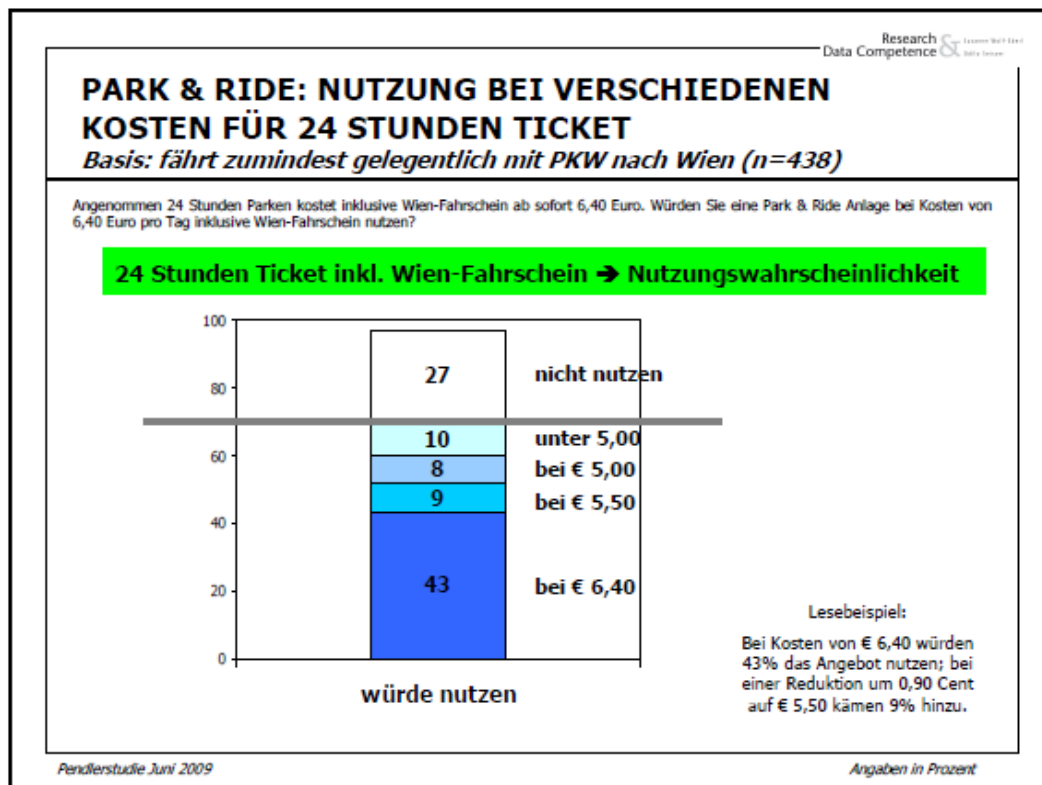 Research
Data Competence
&
PARK & RIDE: NUTZUNG BEI VERSCHIEDENEN
KOSTEN FÜR 24 STUNDEN TICKET
Basis: fährt zumindest gelegentlich mit PKW nach Wien (n=438)
Angenommen 24 Stunden Parken kostet inklusive Wien-Fahrschein ab sofort 6,40 Euro. Würden Sie eine Park & Ride Anlage bei Kosten von
6,40 Euro pro Tag inklusive Wien-Fahrschein nutzen?
24 Stunden Ticket inkl. Wien-Fahrschein ➔ Nutzungswahrscheinlichkeit
100
80
60
40
20
0
27 nicht nutzen
10 unter 5,00
8 bei € 5,00
9 bei € 5,50
43 bei € 6,40
würde nutzen
Lesebeispiel:
Bei Kosten von € 6,40 würden
43% das Angebot nutzen; bei
einer Reduktion um 0,90 Cent
auf € 5,50 kämen 9% hinzu.
Pendlerstudie Juni 2009
Angaben in Prozent